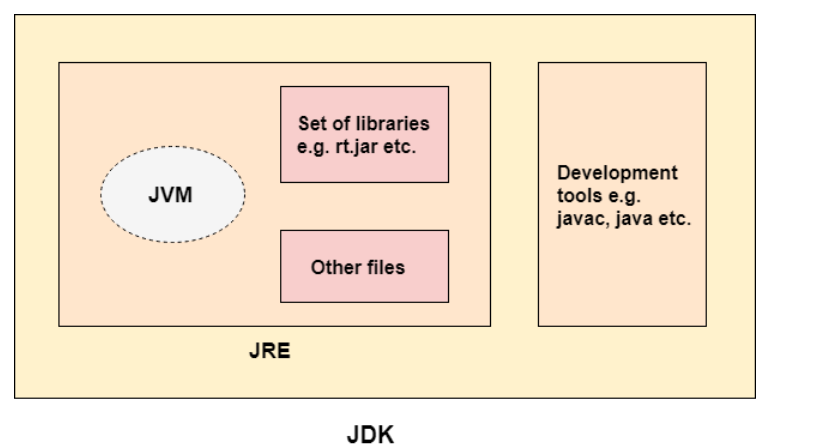 Set of libraries
e.g. rt.jar etc.
JVM
Other files
Development
tools e.g.
javac, java etc.
JRE
JDK